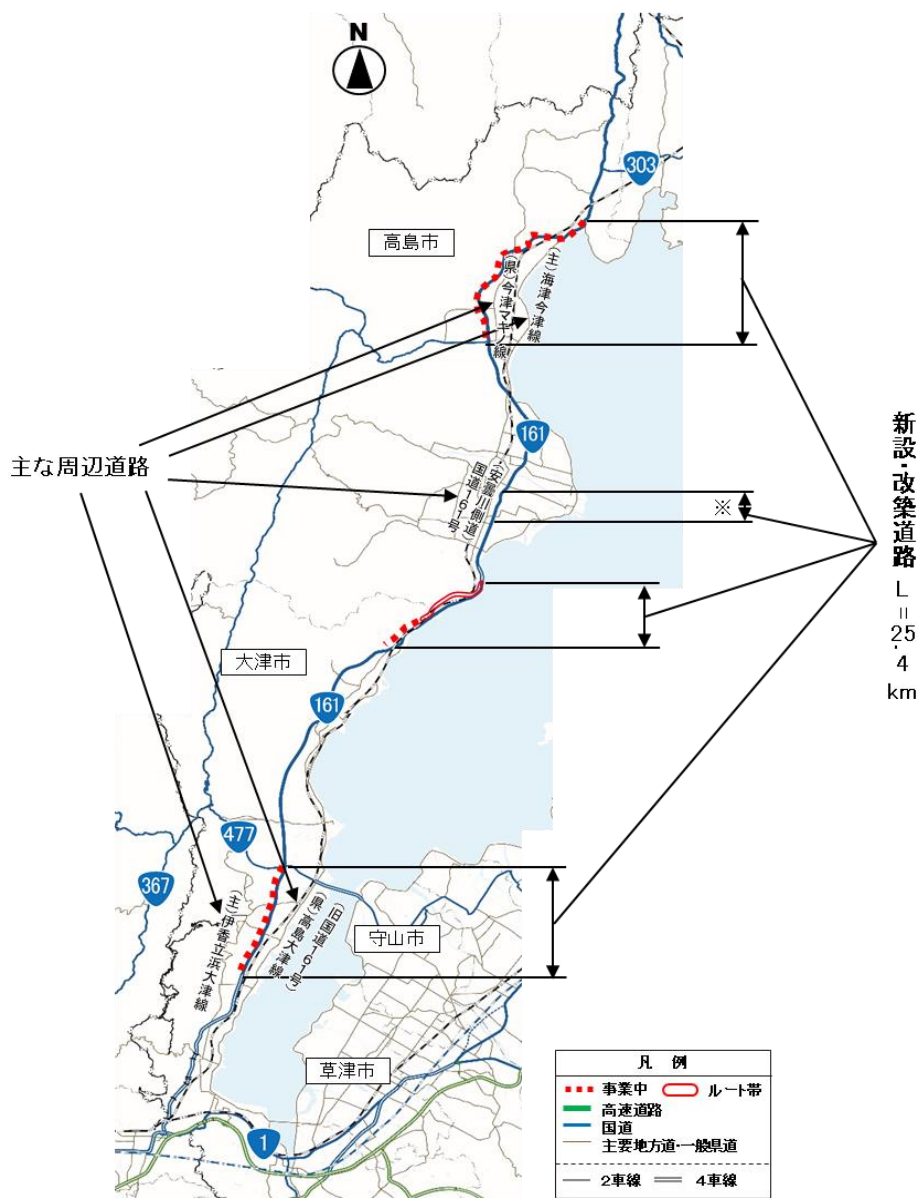 N
303
高島市
(主)海津今津線
(県)今津マキノ線
161
主な周辺道路
(安曇川側道)
国道161号
※
新設・改築道路
L=25.4km
大津市
161
477
367
(主)伊香立浜大津線
(旧国道161号)
(県)高島大津線
守山市
草津市
1
凡 例
事業中 ルート帯
高速道路
国道
主要地方道・一般県道
2車線 4車線